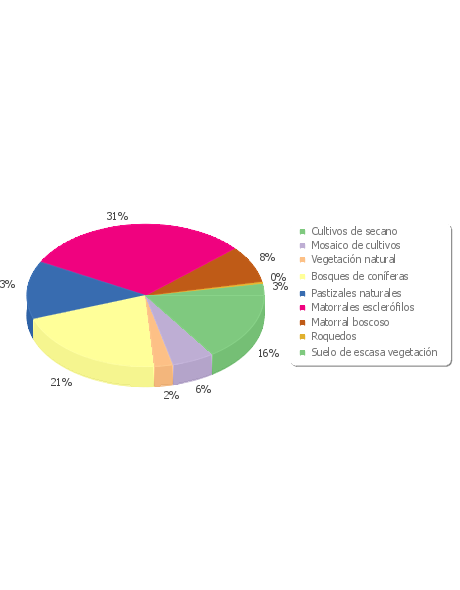 31%
8%
0%
3%
3%
16%
6%
2%
21%
Cultivos de secano
Mosaico de cultivos
Vegetación natural
Bosques de coníferas
Pastizales naturales
Matorrales esclerófilos
Matorral boscoso
Roquedos
Suelo de escasa vegetación